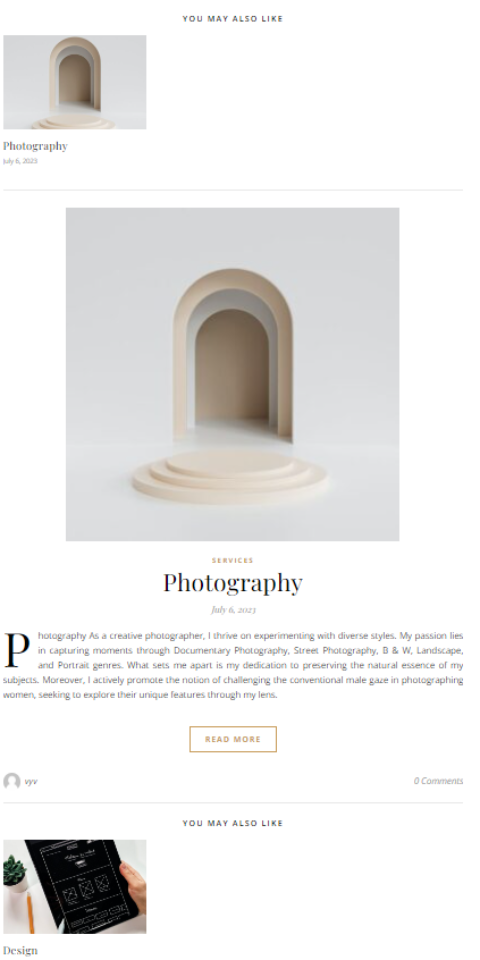 YOU MAY ALSO LIKE
Photography
July 6, 2023
SERVICES
Photography
July 6, 2023
Photography As a creative photographer, I thrive on experimenting with diverse styles. My passion lies
in capturing moments through Documentary Photography, Street Photography, B & W, Landscape,
and Portrait genres. What sets me apart is my dedication to preserving the natural essence of my
subjects. Moreover, I actively promote the notion of challenging the conventional male gaze in photographing
women, seeking to explore their unique features through my lens.
READ MORE
vyv
0 Comments
YOU MAY ALSO LIKE
Design